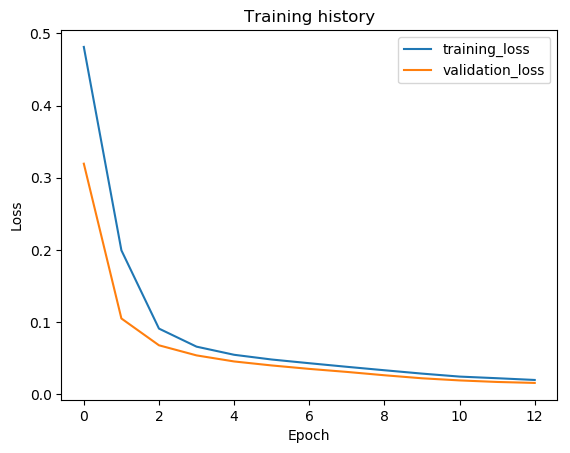 Training history
training_loss
validation_loss
0.5
0.4
0.3
0.2
0.1
0.0
Loss
0 2 4 6 8 10 12
Epoch